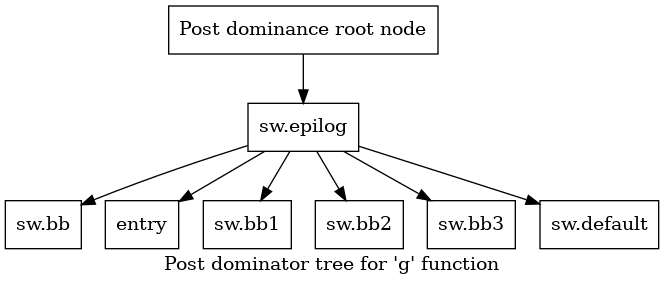 Post dominance root node
sw.epilog
sw.bb
entry
sw.bb1
sw.bb2
sw.bb3
sw.default
Post dominator tree for 'g' function